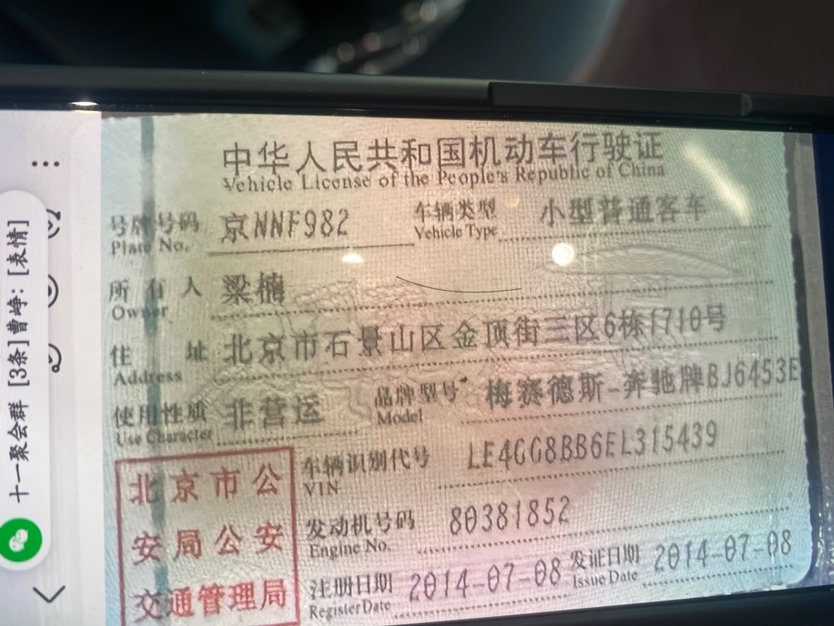 中华人民共和国机动车行驶证
Vehicle License of the People's Republic of China
号牌号码 Plate No. 京NNF982 车辆类型 Vehicle Type 小型普通客车
所有人 Owner 梁楠
住址 Address 北京市石景山区金顶街三区6栋1710号
使用性质 Use Character 非营运 品牌型号 Model 梅赛德斯-奔驰牌BJ6453E
车辆识别代号 VIN LE4GG8BB6EL315439
发动机号码 Engine No. 80381852
注册日期 Register Date 2014-07-08 发证日期 Issue Date 2014-07-08
北京市公
安局公安
交通管理局
十一聚会群 [3条]曹峥: [表情]